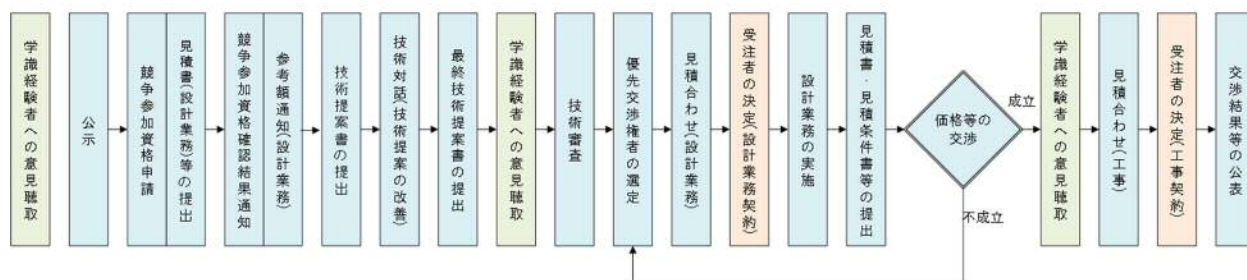 学識経験者への意見聴取
公示
競争参加資格申請
見積書(設計業務)等の提出
競争参加資格確認結果通知
参考額通知(設計業務)
技術提案書の提出
技術対話(技術提案の改善)
最終技術提案書の提出
学識経験者への意見聴取
技術審査
優先交渉権者の選定
見積合わせ(設計業務)
受注者の決定(設計業務契約)
設計業務の実施
見積書・見積条件書等の提出
価格等の
交渉
成立
不成立
学識経験者への意見聴取
見積合わせ(工事)
受注者の決定(工事契約)
交渉結果等の公表